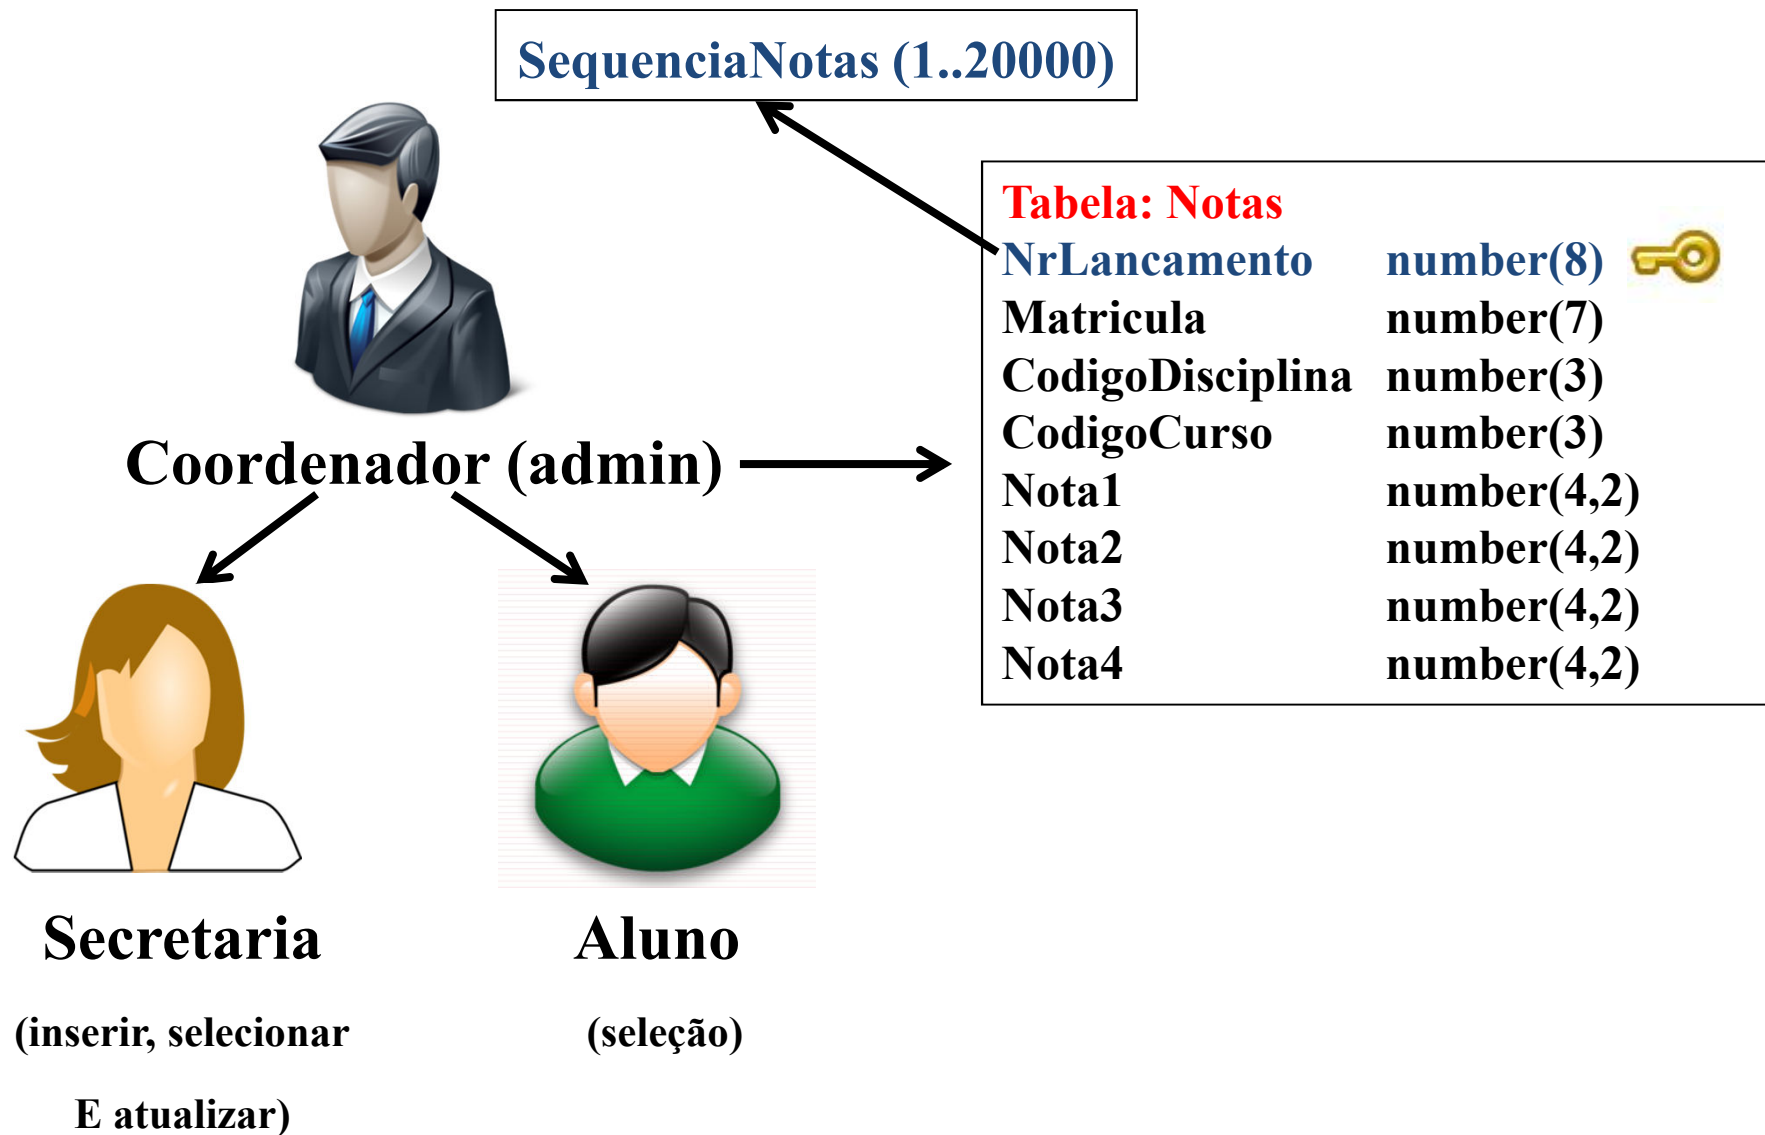 SequenciaNotas (1..20000)
Tabela: Notas
NrLancamento number(8)
Matricula number(7)
CodigoDisciplina number(3)
CodigoCurso number(3)
Nota1 number(4,2)
Nota2 number(4,2)
Nota3 number(4,2)
Nota4 number(4,2)
Coordenador (admin)
Secretaria
(inserir, selecionar
E atualizar)
Aluno
(seleção)